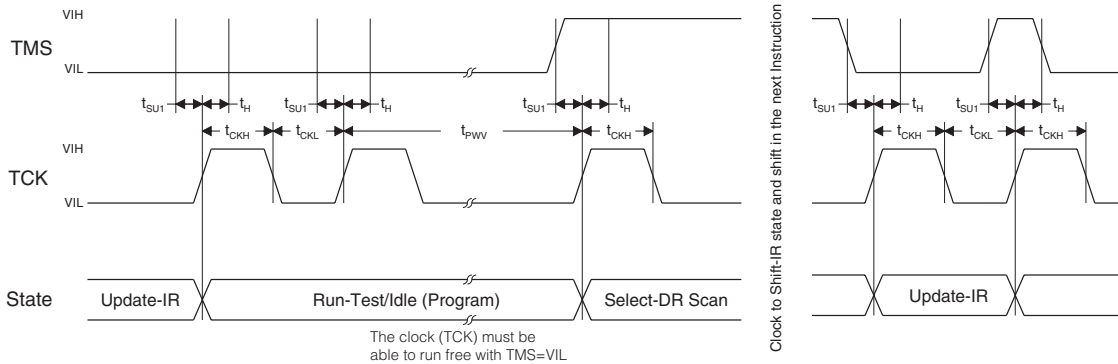 VIH
TMS
VIL
tSU1 tH tSU1 tH tSU1 tH tSU1 tH tSU1 tH
tCKH tCKL tPWV tCKH tCKH tCKL tCKH
VIH
TCK
VIL
State Update-IR Run-Test/Idle (Program) Select-DR Scan Update-IR
The clock (TCK) must be
able to run free with TMS=VIL
Clock to Shift-IR state and shift in the next Instruction